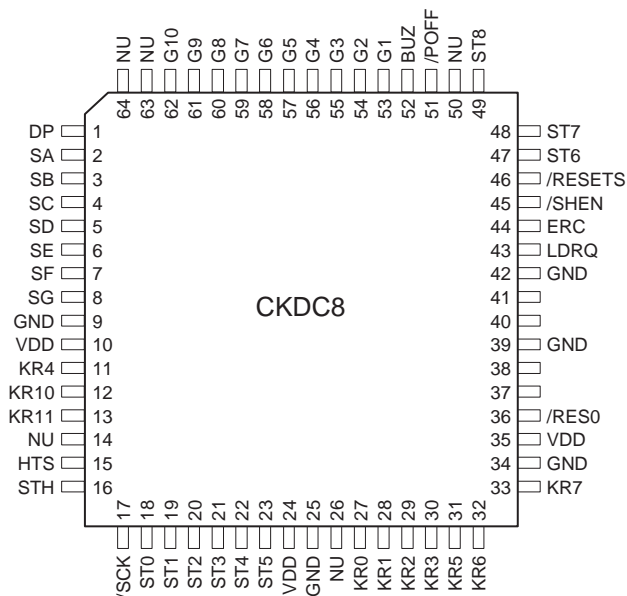 NU NU G10 G9 G8 G7 G6 G5 G4 G3 G2 G1 BUZ /POFF NU ST8
64 63 62 61 60 59 58 57 56 55 54 53 52 51 50 49
DP 1 48 ST7
SA 2 47 ST6
SB 3 46 /RESETS
SC 4 45 /SHEN
SD 5 44 ERC
SE 6 43 LDRQ
SF 7 42 GND
SG 8 41
CKDC8
GND 9 40
VDD 10 39 GND
KR4 11 38
KR10 12 37
KR11 13 36 /RES0
NU 14 35 VDD
HTS 15 34 GND
STH 16 33 KR7
17 18 19 20 21 22 23 24 25 26 27 28 29 30 31 32
/SCK ST0 ST1 ST2 ST3 ST4 ST5 VDD GND NU KR0 KR1 KR2 KR3 KR5 KR6